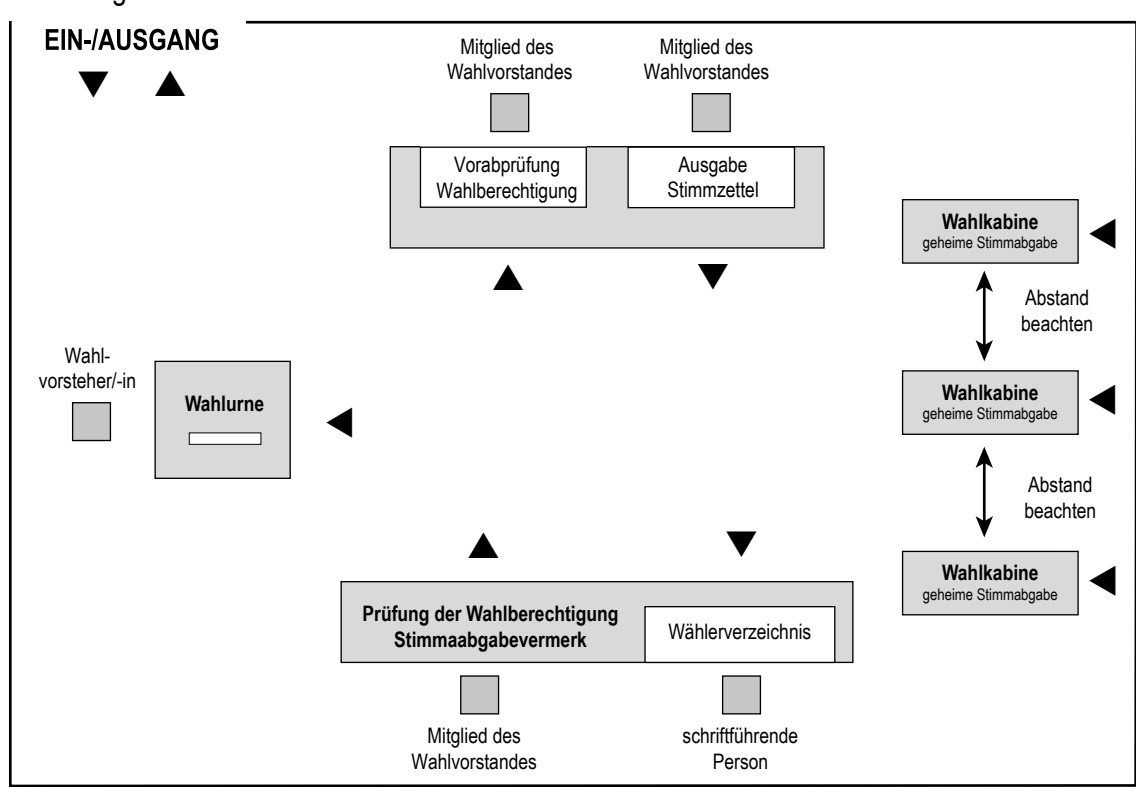 EIN-/AUSGANG
Mitglied des
Wahlvorstandes
Mitglied des
Wahlvorstandes
Vorabprüfung
Wahlberechtigung
Ausgabe
Stimmzettel
Wahlkabine
geheime Stimmabgabe
Abstand
beachten
Wahl-
vorsteher/-in
Wahlurne
Wahlkabine
geheime Stimmabgabe
Abstand
beachten
Wahlkabine
geheime Stimmabgabe
Prüfung der Wahlberechtigung
Stimmaabgabevermerk
Wählerverzeichnis
Mitglied des
Wahlvorstandes
schriftführende
Person